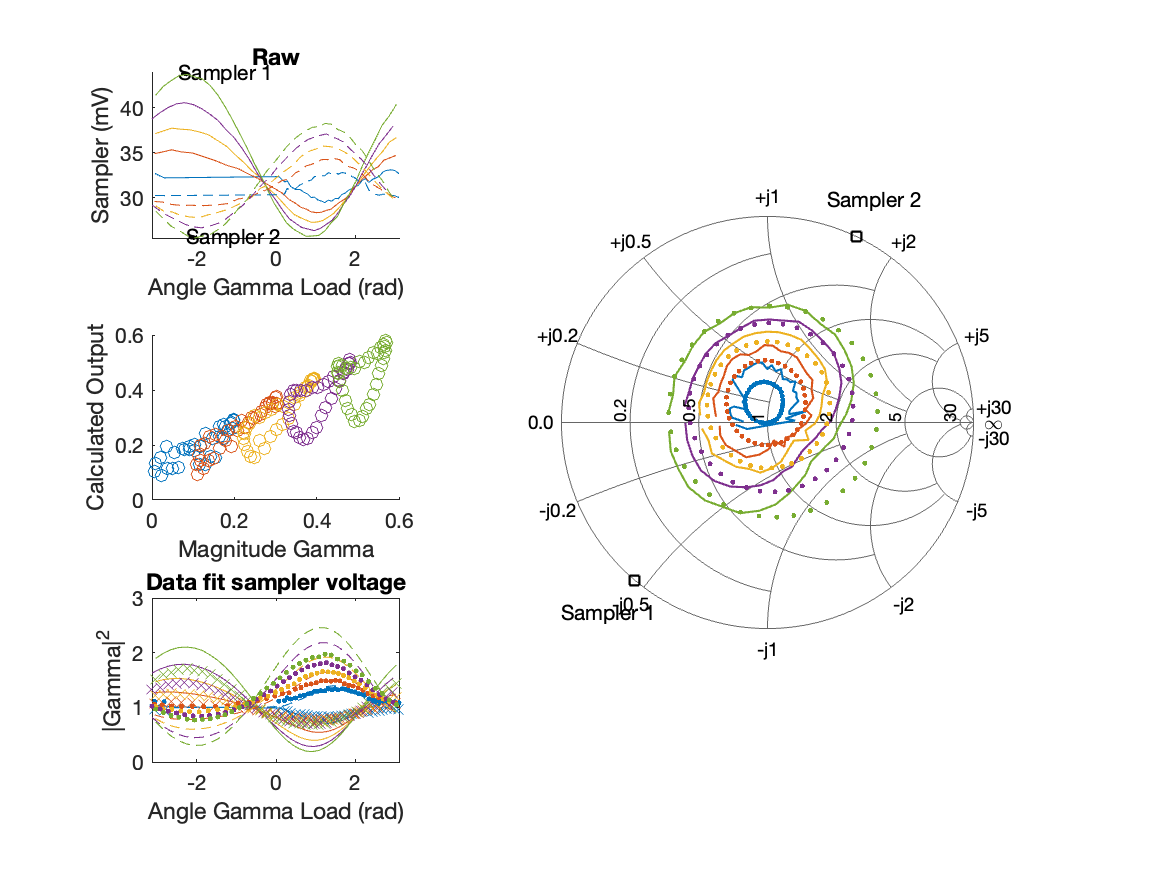 Raw
Sampler 1
Sampler (mV)
40
35
30
Sampler 2
-2
0
2
Angle Gamma Load (rad)
Calculated Output
0.6
0.4
0.2
0
0
0.2
0.4
0.6
Magnitude Gamma
Data fit sampler voltage
|Gamma|²
3
2
1
0
-2
0
2
Angle Gamma Load (rad)
+j1
Sampler 2
+j0.5
+j2
+j0.2
+j5
0.0
0.2
0.5
1
2
5
30
+j30
∞
-j30
-j0.2
-j5
-j0.5
Sampler 1
-j2
-j1